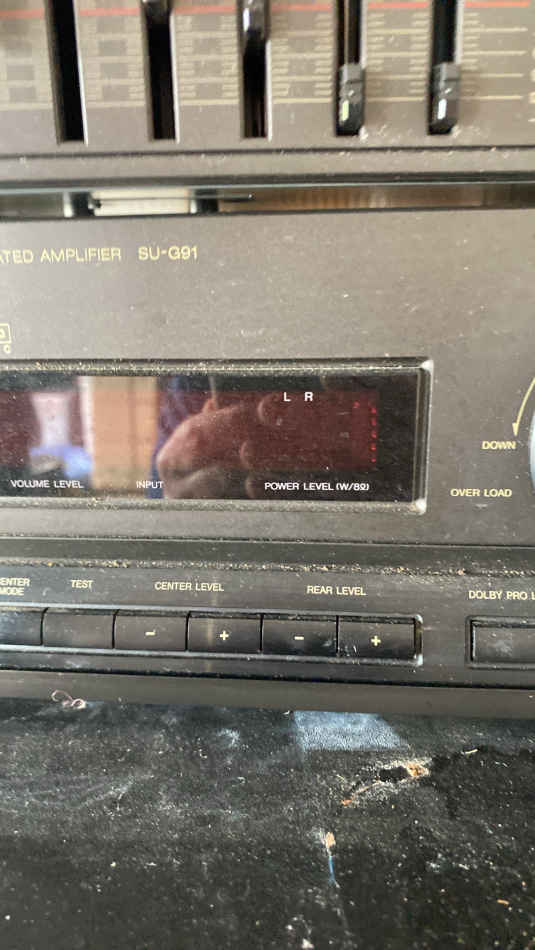 ATED AMPLIFIER SU-G91
L R
DOWN
VOLUME LEVEL INPUT POWER LEVEL (W/8Ω)
OVER LOAD
CENTER MODE TEST CENTER LEVEL REAR LEVEL DOLBY PRO L
− + − +